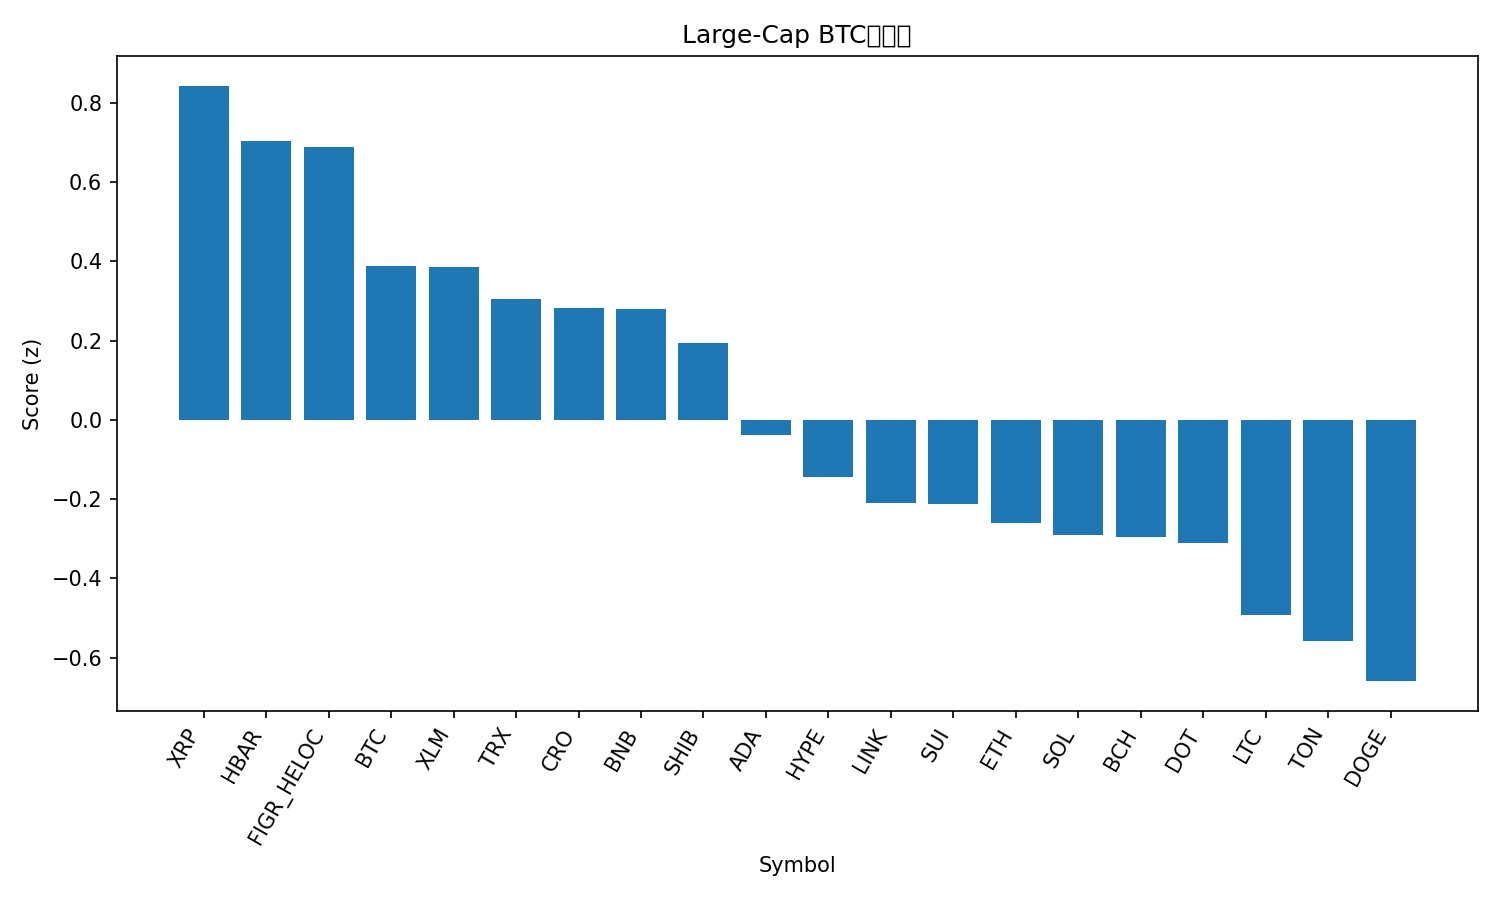 Large-Cap BTC
Score (z)
0.8
0.6
0.4
0.2
0.0
−0.2
−0.4
−0.6
XRP
HBAR
FIGR_HELOC
BTC
XLM
TRX
CRO
BNB
SHIB
ADA
HYPE
LINK
SUI
ETH
SOL
BCH
DOT
LTC
TON
DOGE
Symbol